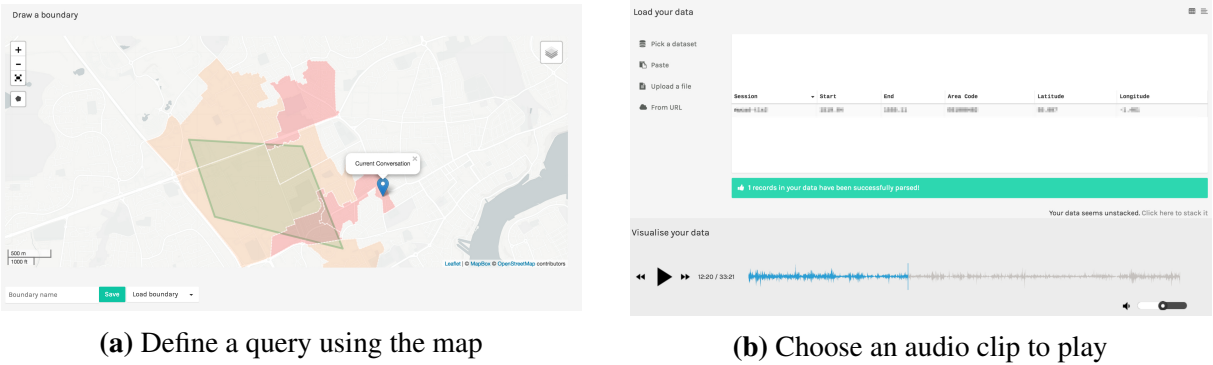 Draw a boundary
+
-
Current Conversation ×
500 m
1000 ft
Leaflet | © MapBox © OpenStreetMap contributors
Boundary name Save Load boundary
(a) Define a query using the map
Load your data
Pick a dataset
Paste
Upload a file
From URL
Session Start End Area Code Latitude Longitude
1 records in your data have been successfully parsed!
Your data seems unstacked. Click here to stack it
Visualise your data
12:20 / 33:21
(b) Choose an audio clip to play